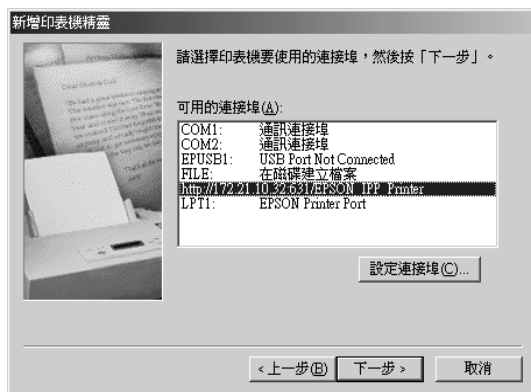 新增印表機精靈
請選擇印表機要使用的連接埠，然後按「下一步」。
可用的連接埠(A):
COM1: 通訊連接埠
COM2: 通訊連接埠
EPUSB1: USB Port Not Connected
FILE: 在磁碟建立檔案
http://172.21.10.32:631/EPSON_IPP_Printer
LPT1: EPSON Printer Port
設定連接埠(C)...
<上一步(B) 下一步> 取消